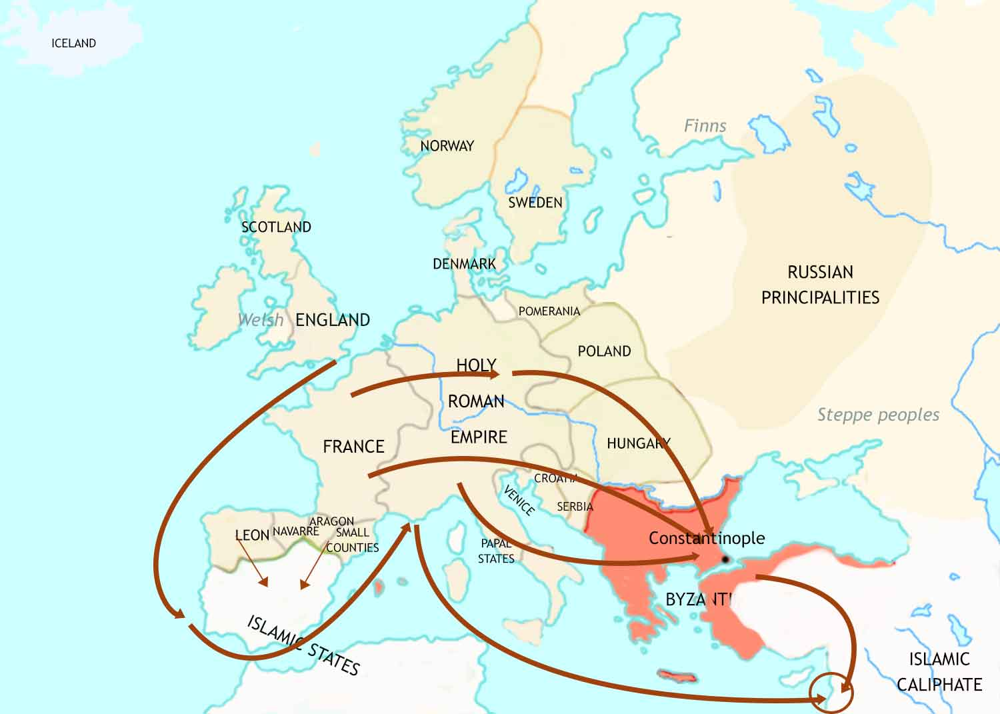 ICELAND
Finns
NORWAY
SWEDEN
SCOTLAND
DENMARK
RUSSIAN
PRINCIPALITIES
POMERANIA
Welsh
ENGLAND
POLAND
HOLY
ROMAN
EMPIRE
Steppe peoples
FRANCE
HUNGARY
CROATIA
VENICE
SERBIA
ARAGON
LEON
NAVARRE
SMALL
COUNTIES
PAPAL
STATES
Constantinople
BYZANTI
ISLAMIC STATES
ISLAMIC
CALIPHATE